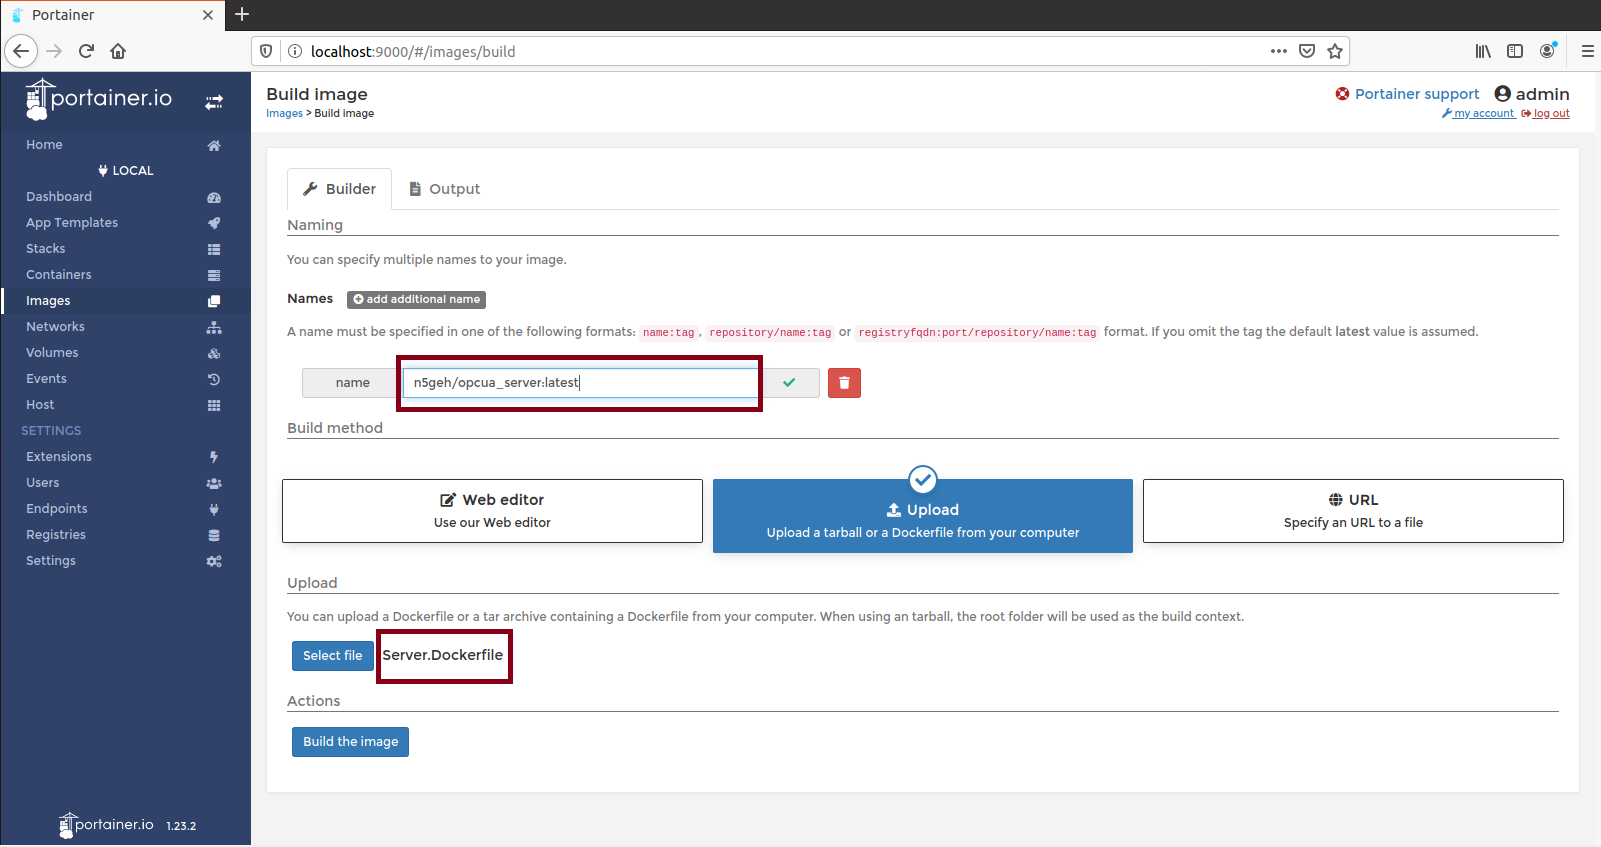 Portainer
localhost:9000/#/images/build
portainer.io
Home
LOCAL
Dashboard
App Templates
Stacks
Containers
Images
Networks
Volumes
Events
Host
SETTINGS
Extensions
Users
Endpoints
Registries
Settings
portainer.io 1.23.2
Build image
Images > Build image
Portainer support admin
my account log out
Builder Output
Naming
You can specify multiple names to your image.
Names add additional name
A name must be specified in one of the following formats: name:tag, repository/name:tag or registryfqdn:port/repository/name:tag format. If you omit the tag the default latest value is assumed.
name n5geh/opcua_server:latest
Build method
Web editor
Use our Web editor
Upload
Upload a tarball or a Dockerfile from your computer
URL
Specify an URL to a file
Upload
You can upload a Dockerfile or a tar archive containing a Dockerfile from your computer. When using an tarball, the root folder will be used as the build context.
Select file Server.Dockerfile
Actions
Build the image